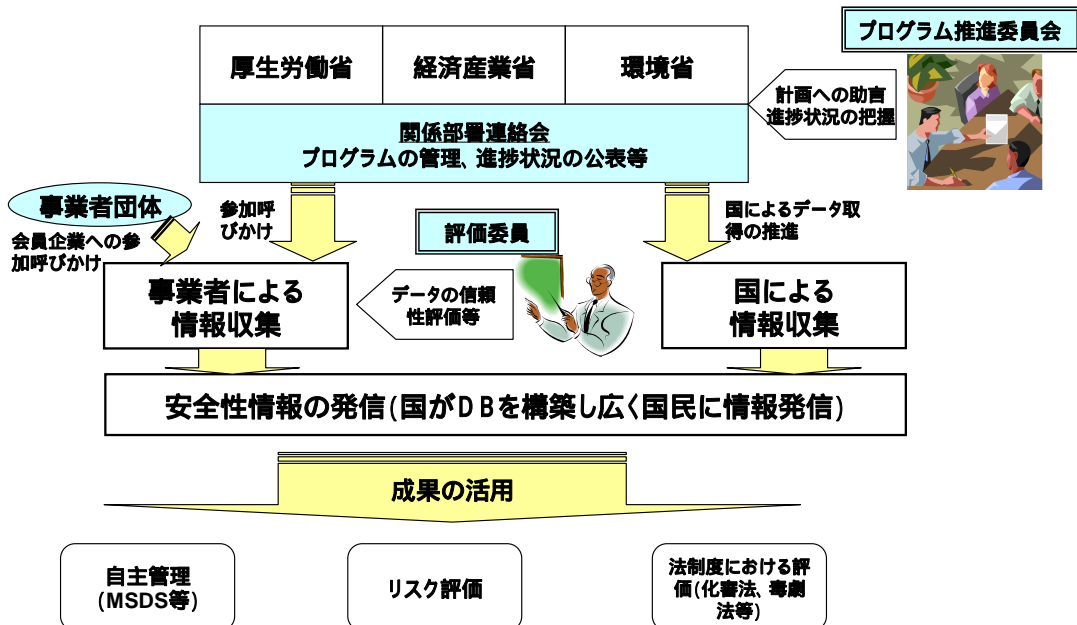 プログラム推進委員会
厚生労働省
経済産業省
環境省
計画への助言
進捗状況の把握
関係部署連絡会
プログラムの管理、進捗状況の公表等
事業者団体
会員企業への参
加呼びかけ
参加呼
びかけ
評価委員
国によるデータ取
得の推進
事業者による
情報収集
データの信頼
性評価等
国による
情報収集
安全性情報の発信(国がDBを構築し広く国民に情報発信)
成果の活用
自主管理
(MSDS等)
リスク評価
法制度における評
価(化審法、毒劇
法等)